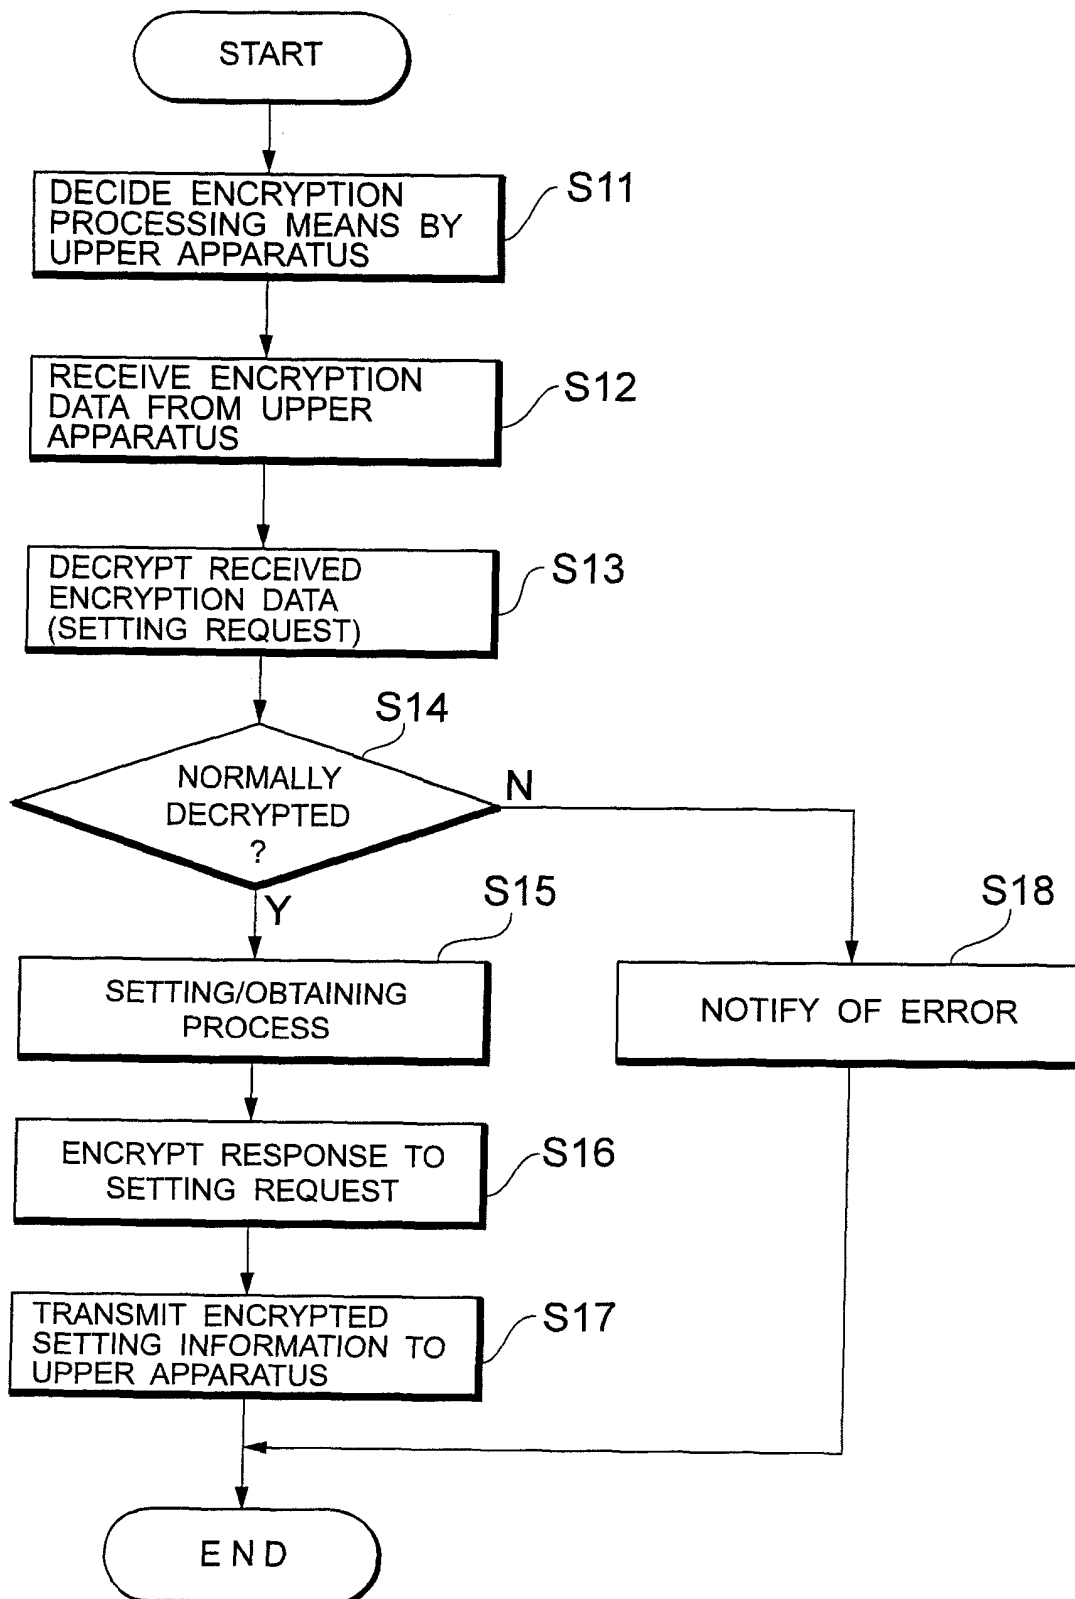 START
DECIDE ENCRYPTION
PROCESSING MEANS BY
UPPER APPARATUS
S11
RECEIVE ENCRYPTION
DATA FROM UPPER
APPARATUS
S12
DECRYPT RECEIVED
ENCRYPTION DATA
(SETTING REQUEST)
S13
S14
NORMALLY
DECRYPTED
?
N
Y
S15
SETTING/OBTAINING
PROCESS
S18
NOTIFY OF ERROR
ENCRYPT RESPONSE TO
SETTING REQUEST
S16
TRANSMIT ENCRYPTED
SETTING INFORMATION TO
UPPER APPARATUS
S17
END